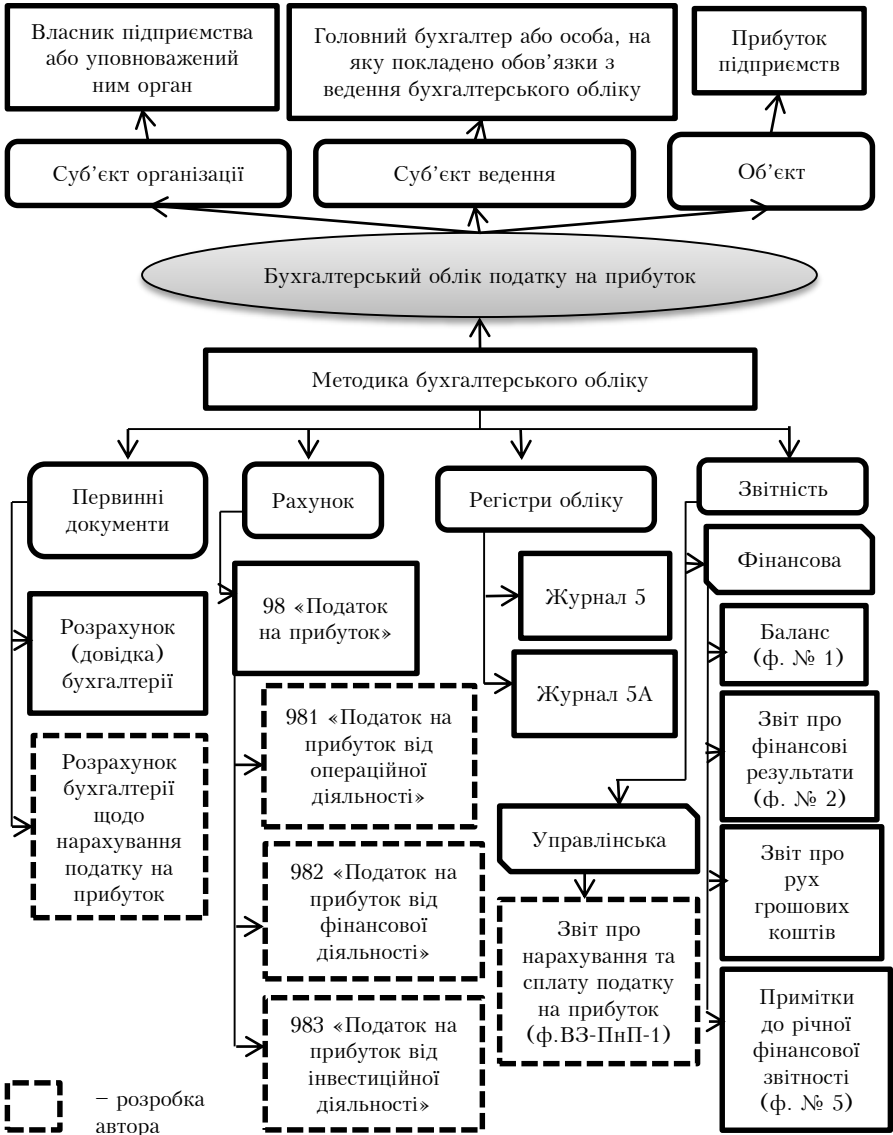 Власник підприємства
або уповноважений
ним орган
Головний бухгалтер або особа, на
яку покладено обов’язки з
ведення бухгалтерського обліку
Прибуток
підприємств
Суб’єкт організації
Суб’єкт ведення
Об’єкт
Бухгалтерський облік податку на прибуток
Методика бухгалтерського обліку
Первинні
документи
Розрахунок
(довідка)
бухгалтерії
Розрахунок
бухгалтерії
щодо
нарахування
податку на
прибуток
Рахунок
98 «Податок
на прибуток»
981 «Податок на
прибуток від
операційної
діяльності»
982 «Податок на
прибуток від
фінансової
діяльності»
983 «Податок на
прибуток від
інвестиційної
діяльності»
Регістри обліку
Журнал 5
Журнал 5А
Звітність
Фінансова
Баланс
(ф. № 1)
Звіт про
фінансові
результати
(ф. № 2)
Звіт про
рух
грошових
коштів
Примітки
до річної
фінансової
звітності
(ф. № 5)
Управлінська
Звіт про
нарахування та
сплату податку
на прибуток
(ф.ВЗ-ПнП-1)
– розробка
автора